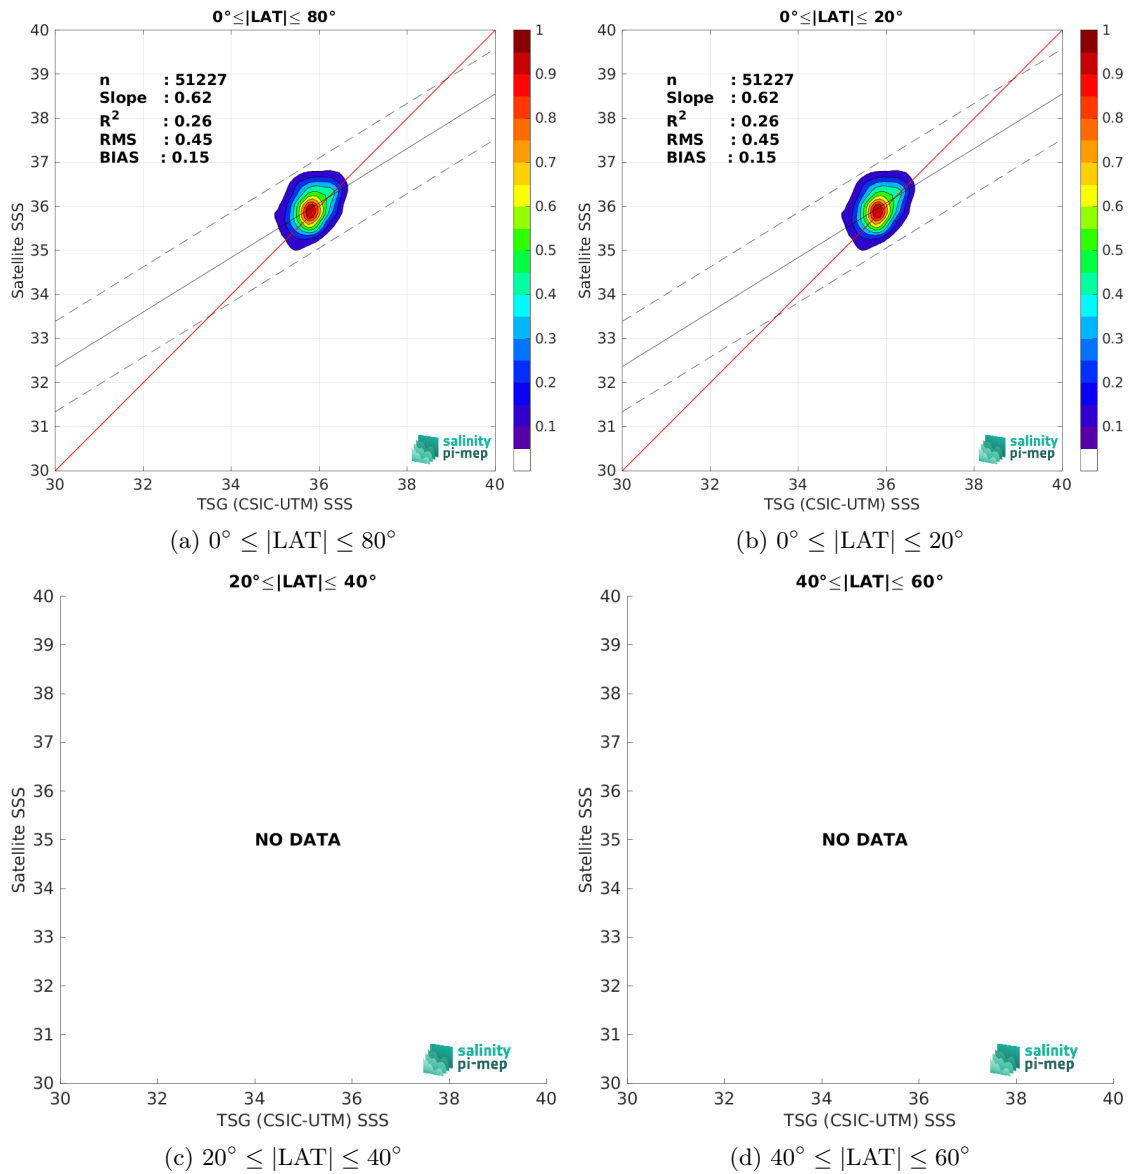 0°≤|LAT|≤ 80°
40
39
38
37
36
35
34
33
32
31
30
Satellite SSS
n : 51227
Slope : 0.62
R2 : 0.26
RMS : 0.45
BIAS : 0.15
1
0.9
0.8
0.7
0.6
0.5
0.4
0.3
0.2
0.1
salinity
pi-mep
30 32 34 36 38 40
TSG (CSIC-UTM) SSS
(a) 0° ≤ |LAT| ≤ 80°
0°≤|LAT|≤ 20°
40
39
38
37
36
35
34
33
32
31
30
Satellite SSS
n : 51227
Slope : 0.62
R2 : 0.26
RMS : 0.45
BIAS : 0.15
1
0.9
0.8
0.7
0.6
0.5
0.4
0.3
0.2
0.1
salinity
pi-mep
30 32 34 36 38 40
TSG (CSIC-UTM) SSS
(b) 0° ≤ |LAT| ≤ 20°
20°≤|LAT|≤ 40°
40
39
38
37
36
35
34
33
32
31
30
Satellite SSS
NO DATA
salinity
pi-mep
30 32 34 36 38 40
TSG (CSIC-UTM) SSS
(c) 20° ≤ |LAT| ≤ 40°
40°≤|LAT|≤ 60°
40
39
38
37
36
35
34
33
32
31
30
Satellite SSS
NO DATA
salinity
pi-mep
30 32 34 36 38 40
TSG (CSIC-UTM) SSS
(d) 40° ≤ |LAT| ≤ 60°